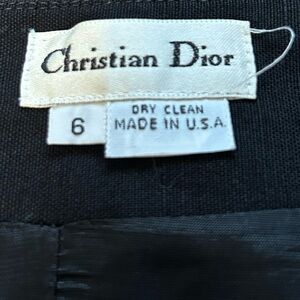 Christian Dior
6
DRY CLEAN
MADE IN U.S.A